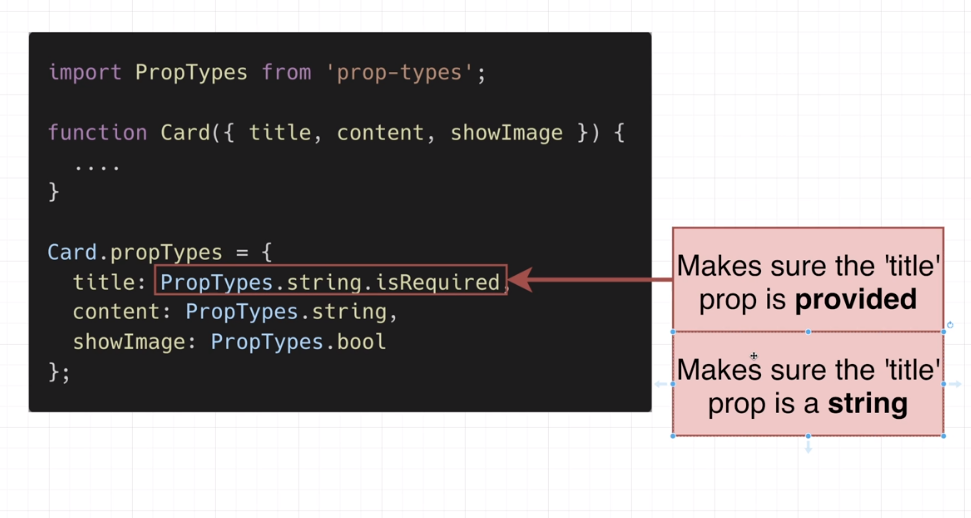 import PropTypes from 'prop-types';
function Card({ title, content, showImage }) {
....
}
Card.propTypes = {
title: PropTypes.string.isRequired,
content: PropTypes.string,
showImage: PropTypes.bool
};
Makes sure the 'title'
prop is provided
Makes sure the 'title'
prop is a string